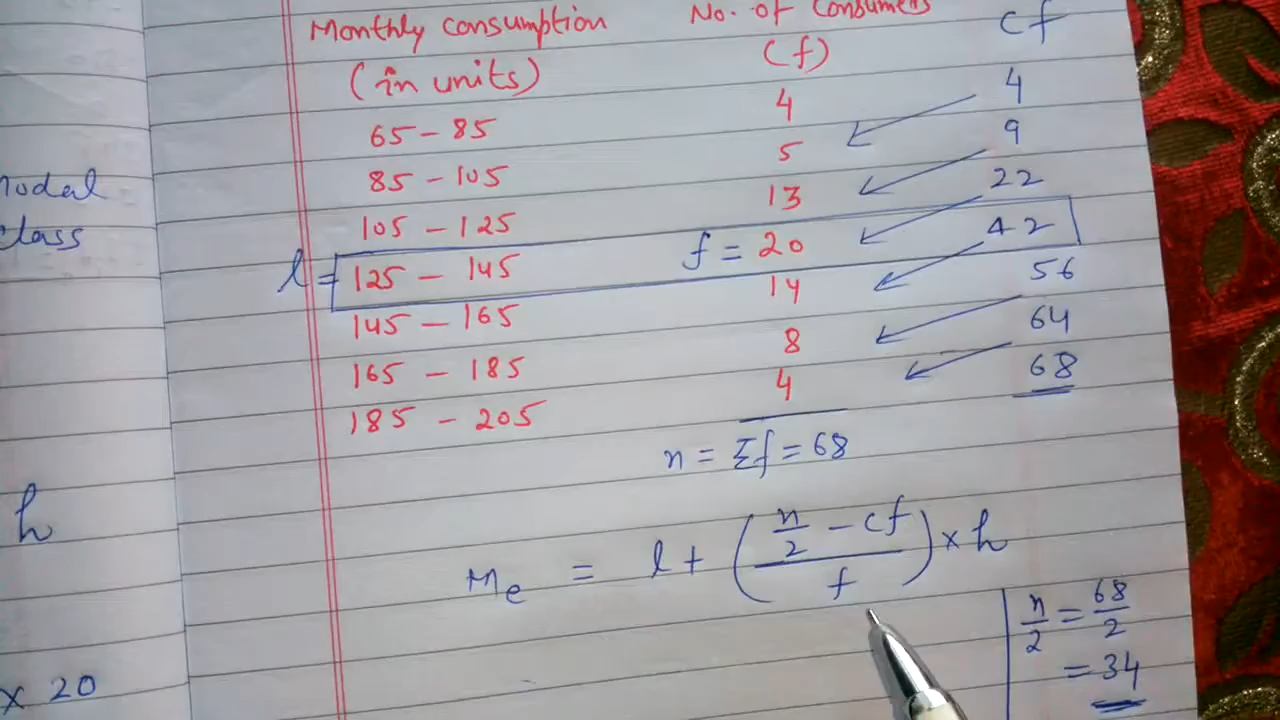 Monthly consumption No. of Consumers cf
(in units) (f)
65 – 85 4 4
85 – 105 5 9
105 – 125 13 22
l = 125 – 145 f = 20 42
145 – 165 14 56
165 – 185 8 64
185 – 205 4 68
n = Σf = 68
Me = l + ( (n/2 – cf) / f ) × h
n/2 = 68/2
= 34
modal
class
h
× 20